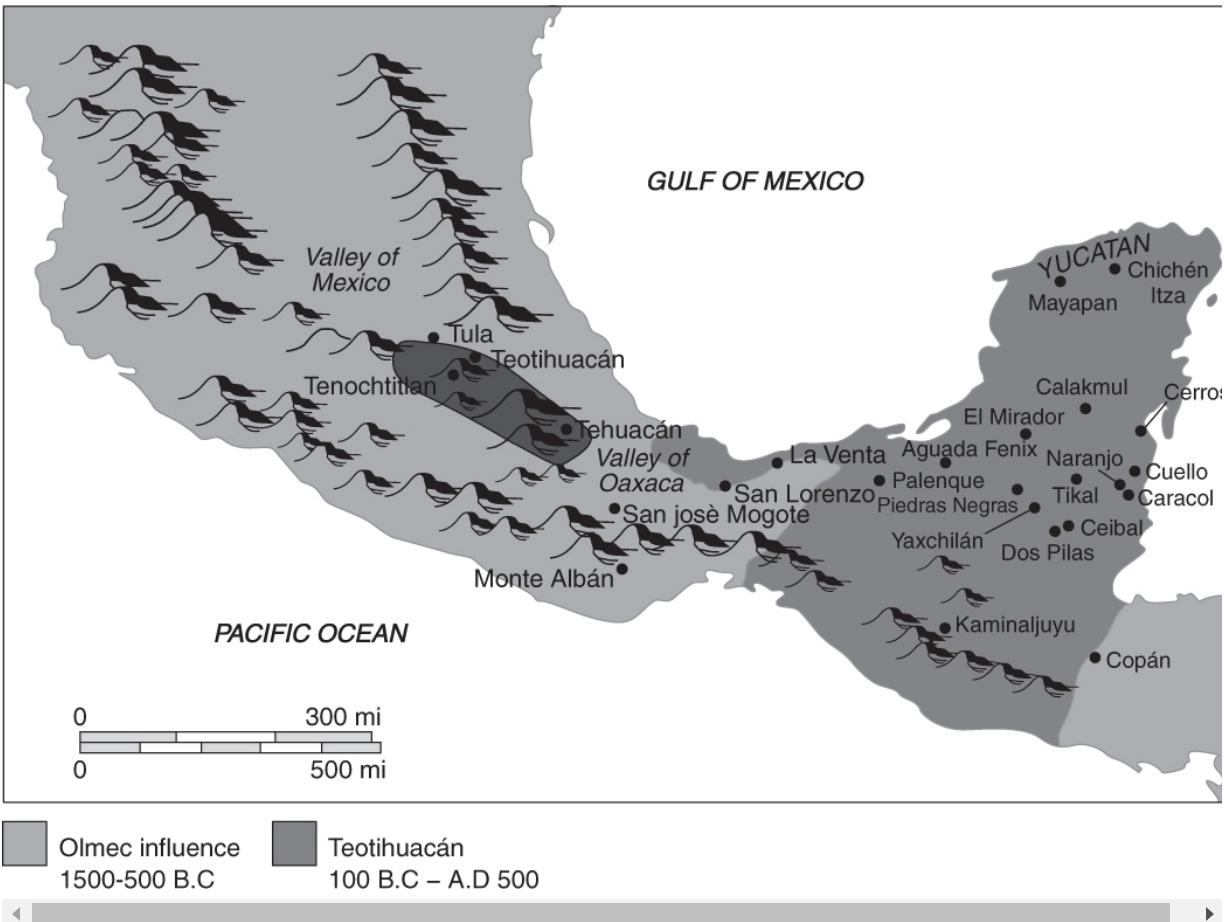 GULF OF MEXICO
YUCATAN
Chichén
Itza
Mayapan
Valley of
Mexico
Tula
Teotihuacán
Tenochtitlan
Calakmul
Cerros
El Mirador
Tehuacán
Aguada Fenix
La Venta
Valley of
Oaxaca
Naranjo
Cuello
Palenque
San Lorenzo
Tikal
Caracol
Piedras Negras
San josè Mogote
Ceibal
Yaxchilán
Dos Pilas
Monte Albán
Kaminaljuyu
PACIFIC OCEAN
Copán
0 300 mi
0 500 mi
Olmec influence
1500-500 B.C
Teotihuacán
100 B.C – A.D 500